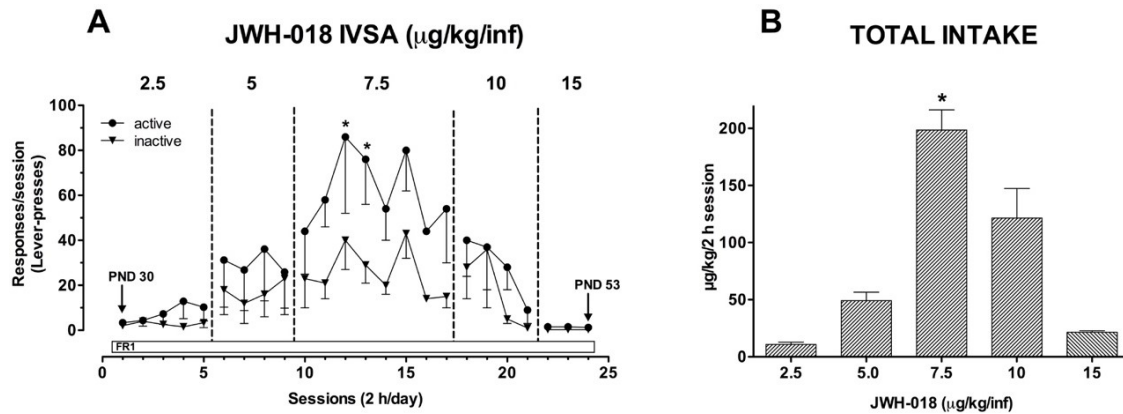 A
JWH-018 IVSA (μg/kg/inf)
2.5 5 7.5 10 15
100
80
60
40
20
0
Responses/session
(Lever-presses)
active
inactive
* *
PND 30
PND 53
FR1
0 5 10 15 20 25
Sessions (2 h/day)
B
TOTAL INTAKE
*
200
150
100
50
0
μg/kg/2 h session
2.5 5.0 7.5 10 15
JWH-018 (μg/kg/inf)